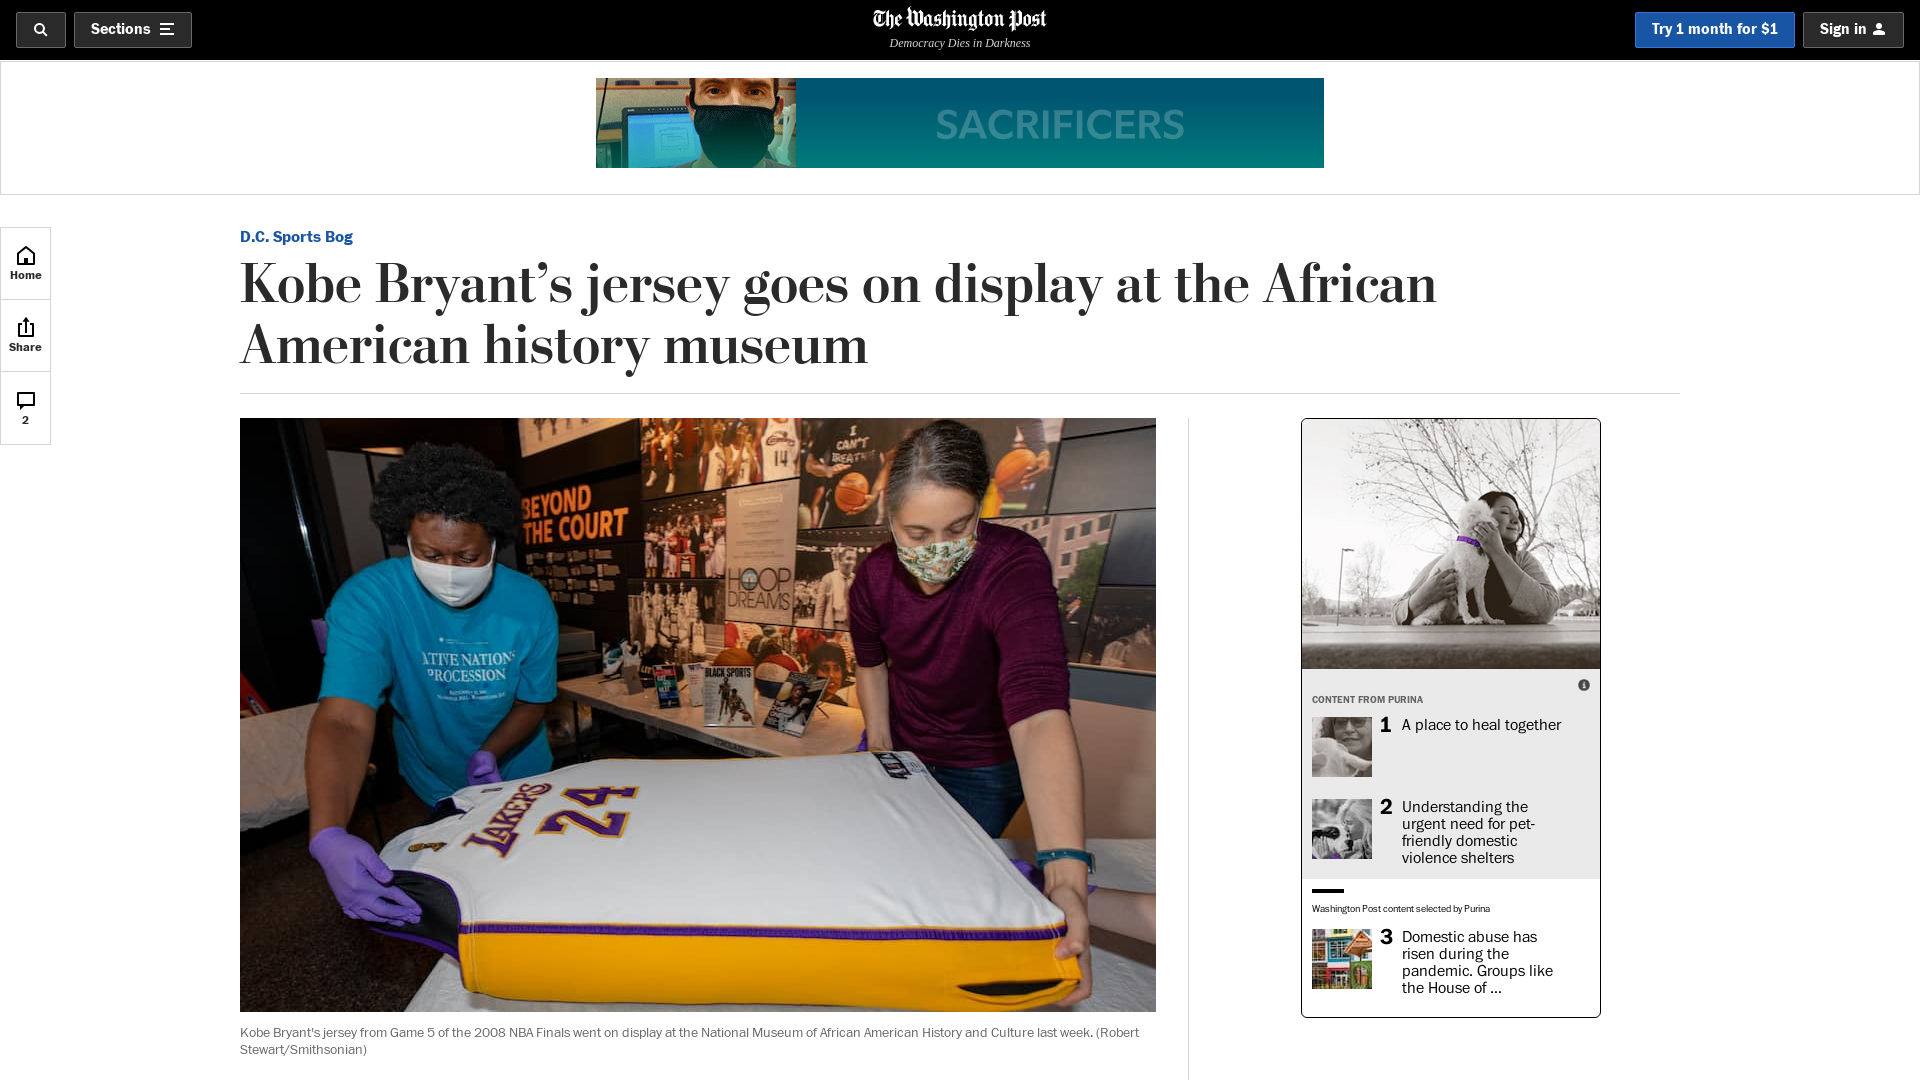 Sections
The Washington Post
Democracy Dies in Darkness
Try 1 month for $1
Sign in
SACRIFICERS
Home
Share
2
D.C. Sports Bog
Kobe Bryant’s jersey goes on display at the African
American history museum
BEYOND
THE COURT
I
CAN'T
BREATHE
14
HOOP
DREAMS
BLACK SPORTS
ATIVE NATION
PROCESSION
LAKERS
24
Kobe Bryant's jersey from Game 5 of the 2008 NBA Finals went on display at the National Museum of African American History and Culture last week. (Robert
Stewart/Smithsonian)
CONTENT FROM PURINA
1 A place to heal together
2 Understanding the
urgent need for pet-
friendly domestic
violence shelters
Washington Post content selected by Purina
3 Domestic abuse has
risen during the
pandemic. Groups like
the House of ...